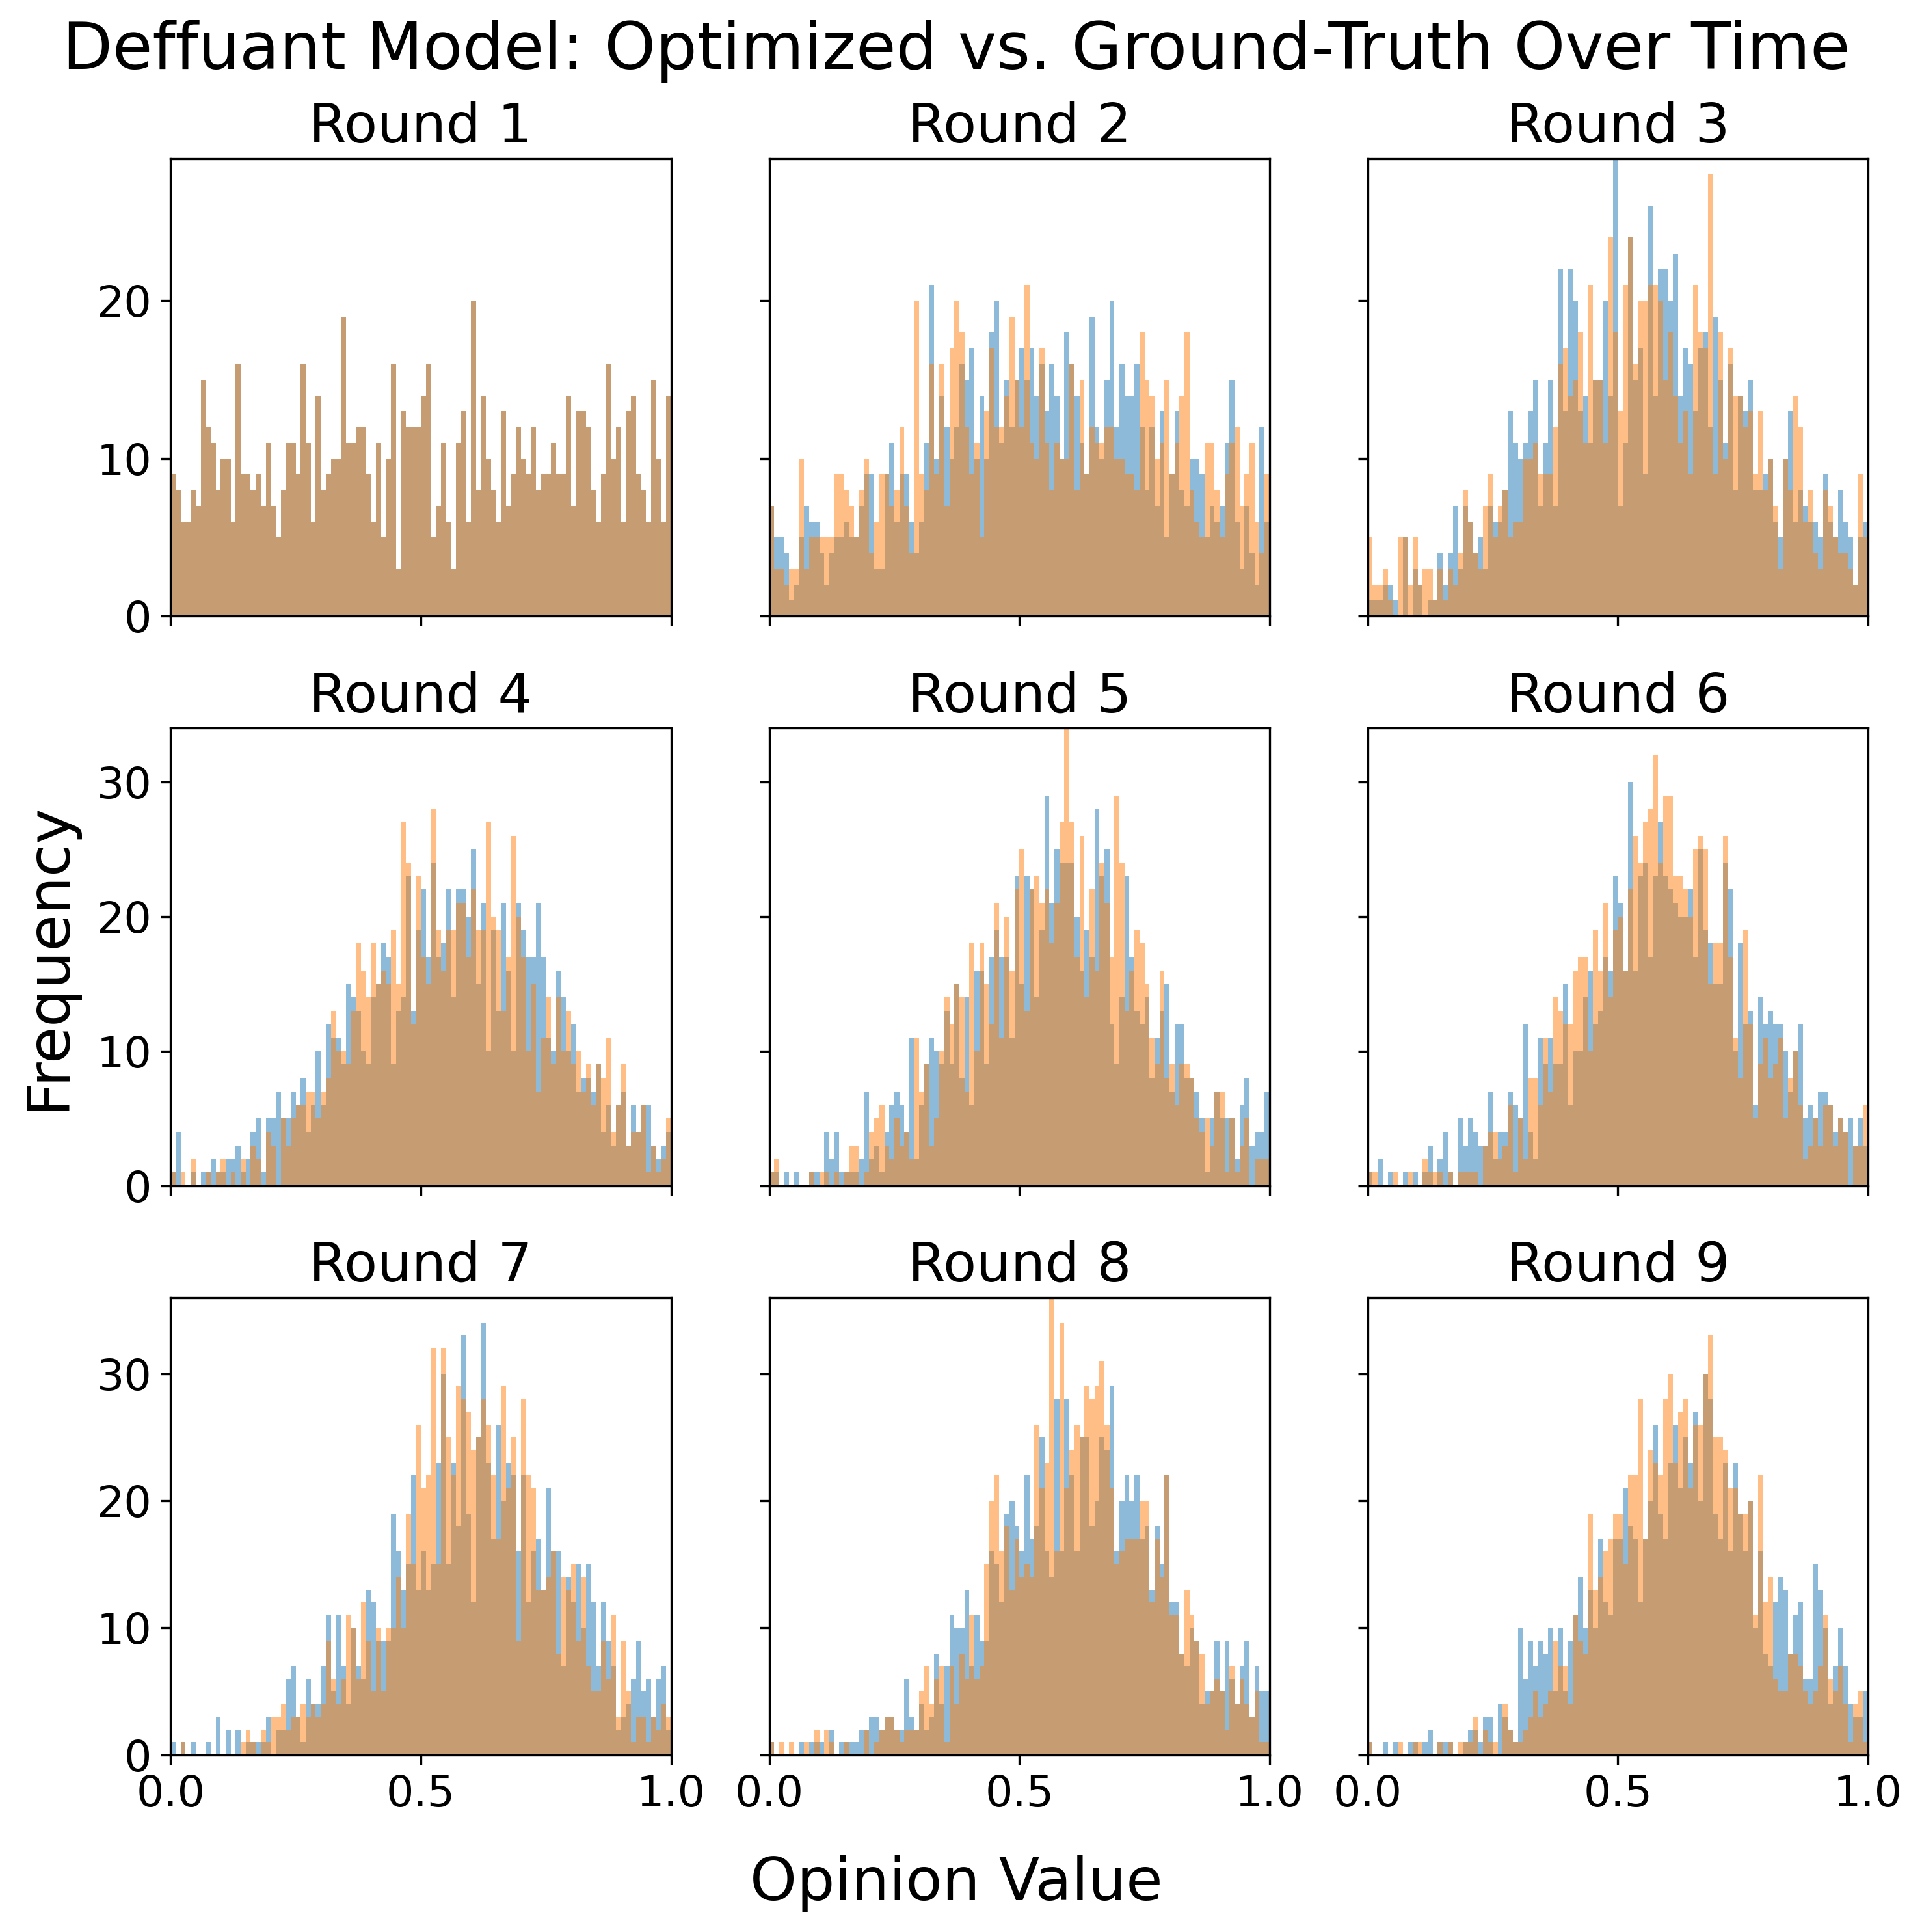 Deffuant Model: Optimized vs. Ground-Truth Over Time
Round 1
Round 2
Round 3
20
10
0
Round 4
Round 5
Round 6
30
20
10
0
Frequency
Round 7
Round 8
Round 9
30
20
10
0
0.0 0.5 1.0 0.0 0.5 1.0 0.0 0.5 1.0
Opinion Value